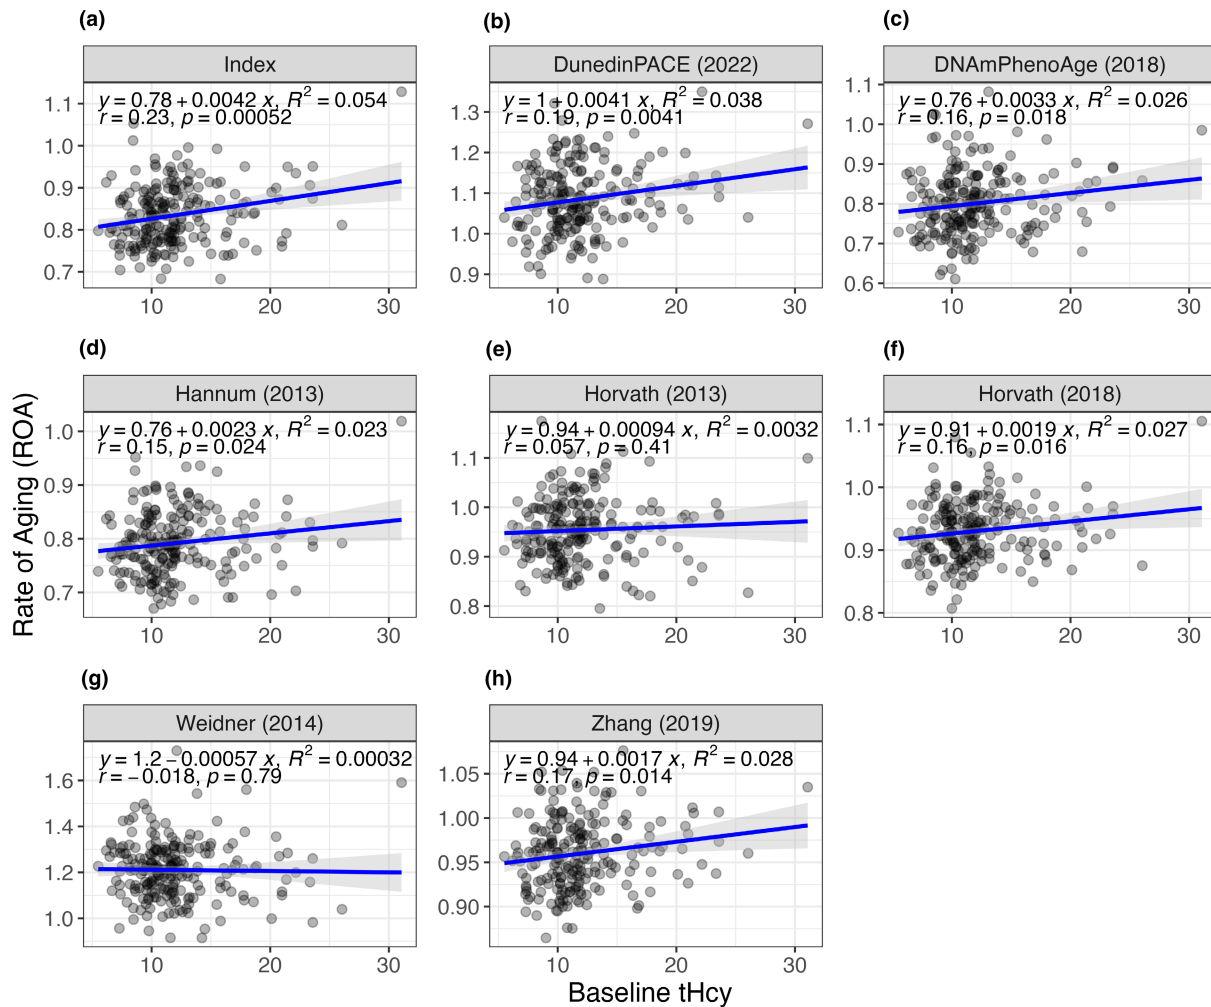 (a)
Index
y = 0.78 + 0.0042 x, R² = 0.054
r = 0.23, p = 0.00052
1.1
1.0
0.9
0.8
0.7
10 20 30
(b)
DunedinPACE (2022)
y = 1 + 0.0041 x, R² = 0.038
r = 0.19, p = 0.0041
1.3
1.2
1.1
1.0
0.9
10 20 30
(c)
DNAmPhenoAge (2018)
y = 0.76 + 0.0033 x, R² = 0.026
r = 0.16, p = 0.018
1.1
1.0
0.9
0.8
0.7
0.6
10 20 30
Rate of Aging (ROA)
(d)
Hannum (2013)
y = 0.76 + 0.0023 x, R² = 0.023
r = 0.15, p = 0.024
1.0
0.9
0.8
0.7
10 20 30
(e)
Horvath (2013)
y = 0.94 + 0.00094 x, R² = 0.0032
r = 0.057, p = 0.41
1.1
1.0
0.9
0.8
10 20 30
(f)
Horvath (2018)
y = 0.91 + 0.0019 x, R² = 0.027
r = 0.16, p = 0.016
1.1
1.0
0.9
0.8
10 20 30
(g)
Weidner (2014)
y = 1.2 − 0.00057 x, R² = 0.00032
r = −0.018, p = 0.79
1.6
1.4
1.2
1.0
10 20 30
(h)
Zhang (2019)
y = 0.94 + 0.0017 x, R² = 0.028
r = 0.17, p = 0.014
1.05
1.00
0.95
0.90
10 20 30
Baseline tHcy